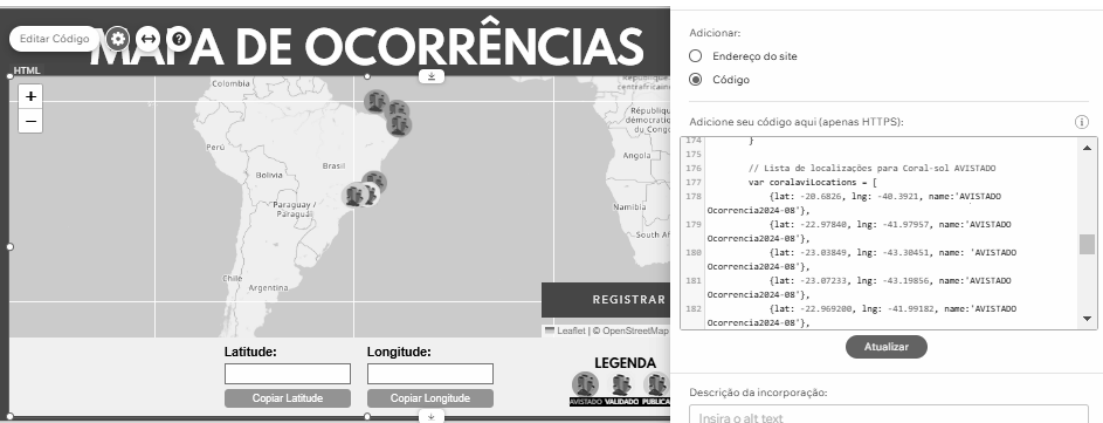 Editar Código
MAPA DE OCORRÊNCIAS
HTML
+
−
Colombia
Perú
Brasil
Bolivia
Paraguay /
Paraguái
Chile
Argentina
République
centrafricaine
République
démocratique
du Congo
Angola
Namibia
South Af
REGISTRAR
Leaflet | © OpenStreetMap
Latitude:
Longitude:
Copiar Latitude
Copiar Longitude
LEGENDA
AVISTADO VALIDADO PUBLICA
Adicionar:
Endereço do site
Código
Adicione seu código aqui (apenas HTTPS):
174 }
175
176 // Lista de localizações para Coral-sol AVISTADO
177 var coralaviLocations = [
178 {lat: -20.6826, lng: -40.3921, name:'AVISTADO
Ocorrencia2024-08'},
179 {lat: -22.97840, lng: -41.97957, name:'AVISTADO
Ocorrencia2024-08'},
180 {lat: -23.03849, lng: -43.30451, name:'AVISTADO
Ocorrencia2024-08'},
181 {lat: -23.07233, lng: -43.19856, name:'AVISTADO
Ocorrencia2024-08'},
182 {lat: -22.969200, lng: -41.99182, name:'AVISTADO
Ocorrencia2024-08'},
Atualizar
Descrição da incorporação:
Insira o alt text